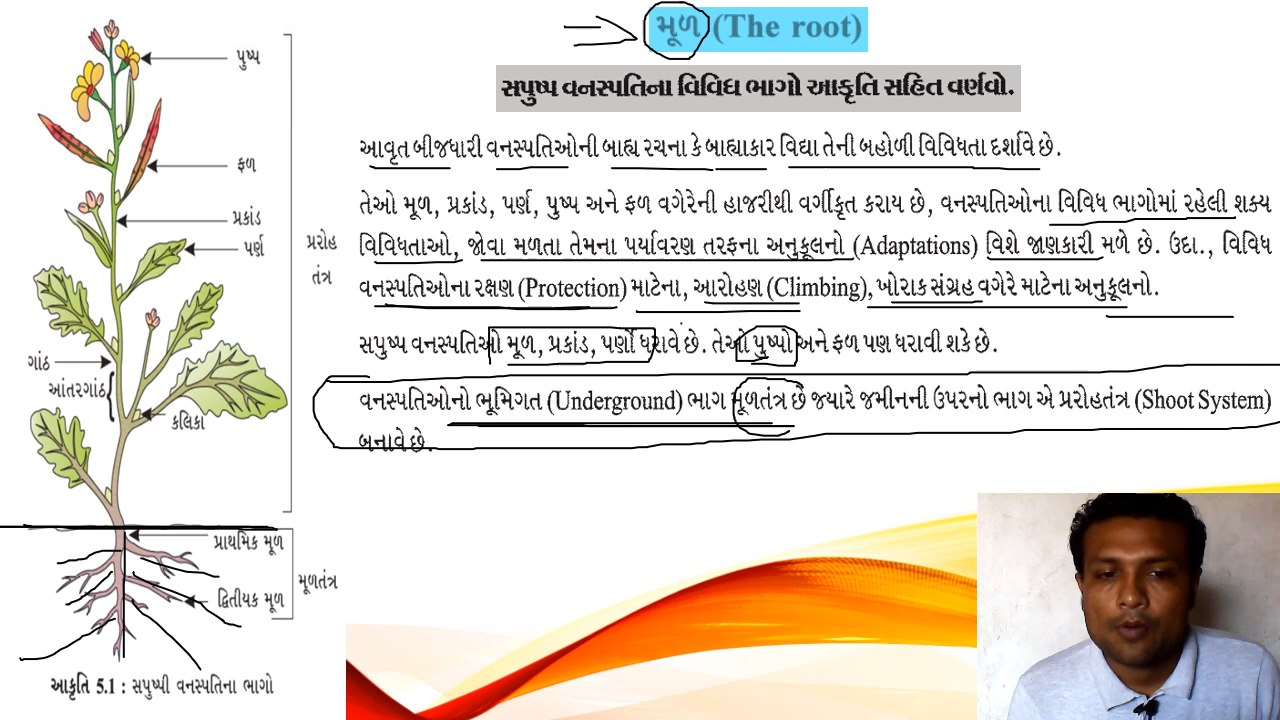 મૂળ (The root)
સપુષ્પ વનસ્પતિના વિવિધ ભાગો આકૃતિ સહિત વર્ણવો.
આવૃત બીજધારી વનસ્પતિઓની બાહ્ય રચના કે બાહ્યાકાર વિદ્યા તેની બહોળી વિવિધતા દર્શાવે છે.
તેઓ મૂળ, પ્રકાંડ, પર્ણ, પુષ્પ અને ફળ વગેરેની હાજરીથી વર્ગીકૃત કરાય છે, વનસ્પતિઓના વિવિધ ભાગોમાં રહેલી શક્ય
વિવિધતાઓ, જોવા મળતા તેમના પર્યાવરણ તરફના અનુકૂલનો (Adaptations) વિશે જાણકારી મળે છે. ઉદા., વિવિધ
વનસ્પતિઓના રક્ષણ (Protection) માટેના, આરોહણ (Climbing), ખોરાક સંગ્રહ વગેરે માટેના અનુકૂલનો.
સપુષ્પ વનસ્પતિઓ મૂળ, પ્રકાંડ, પર્ણો ધરાવે છે. તેઓ પુષ્પો અને ફળ પણ ધરાવી શકે છે.
વનસ્પતિઓનો ભૂમિગત (Underground) ભાગ મૂળતંત્ર છે જ્યારે જમીનની ઉપરનો ભાગ એ પ્રરોહતંત્ર (Shoot System)
બનાવે છે.
પુષ્પ
ફળ
પ્રકાંડ
પર્ણ
પ્રરોહ
તંત્ર
ગાંઠ
આંતરગાંઠ
કલિકા
પ્રાથમિક મૂળ
મૂળતંત્ર
દ્વિતીયક મૂળ
આકૃતિ 5.1 : સપુષ્પી વનસ્પતિના ભાગો